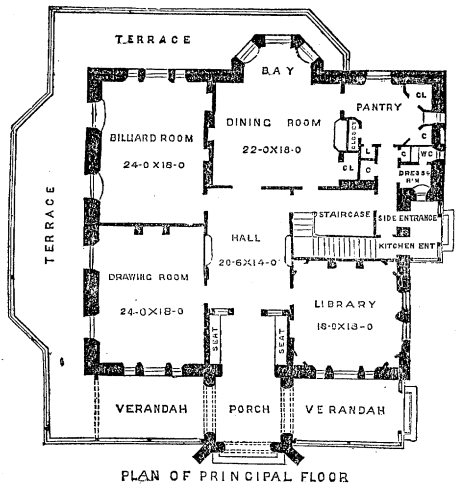 TERRACE
BAY
PANTRY
CL
C
DINING ROOM
22-0X18-0
CLOSET
BILLIARD ROOM
24-0X18-0
L
C
WC
CL
C
DRESS.G
R'M
TERRACE
STAIRCASE
SIDE ENTRANCE
HALL
20-6X14-0
KITCHEN ENT
DRAWING ROOM
24-0X18-0
LIBRARY
18-0X18-0
SEAT
SEAT
VERANDAH
PORCH
VERANDAH
PLAN OF PRINCIPAL FLOOR